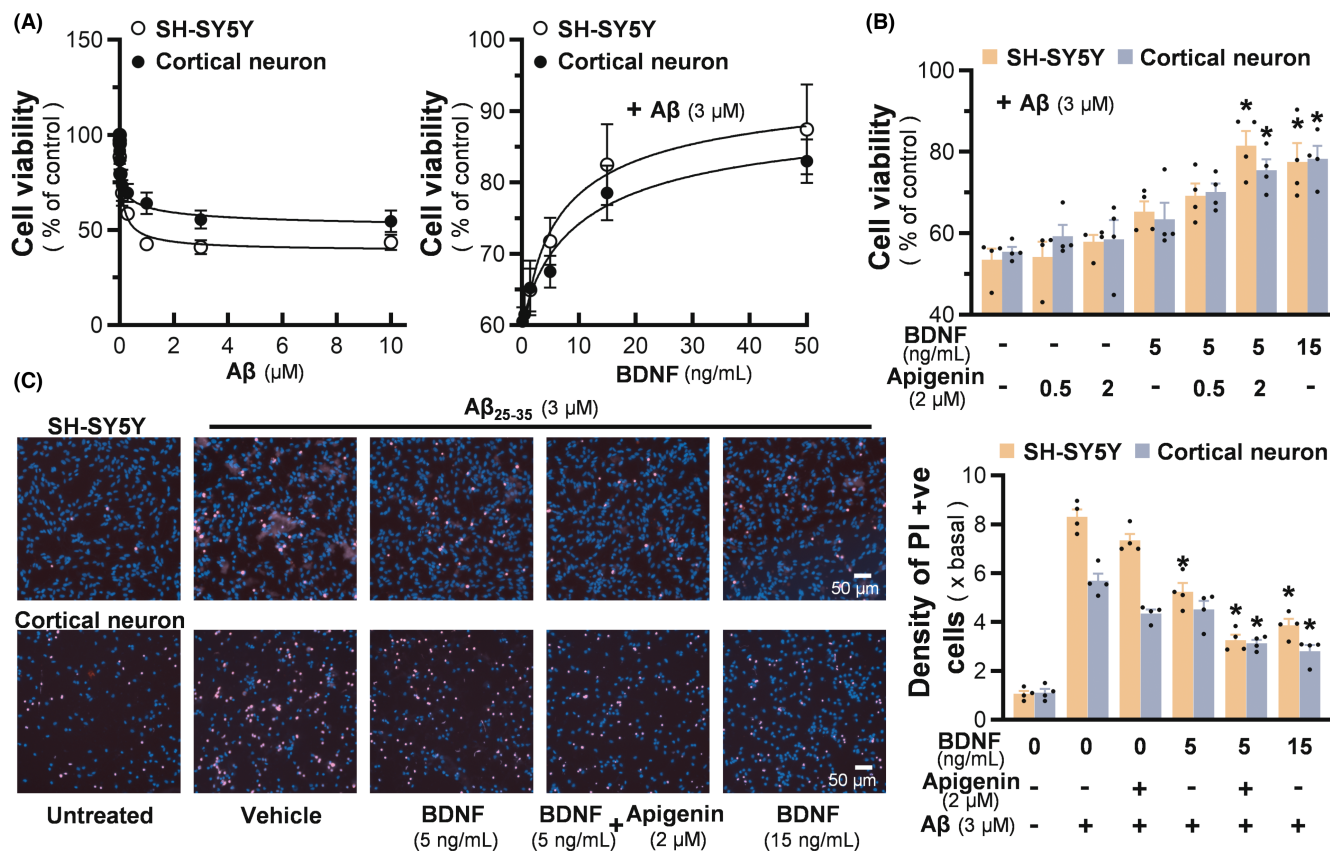 (A)
SH-SY5Y
Cortical neuron
Cell viability
( % of control )
150
100
50
0
0 2 4 6 8 10
Aβ (μM)
SH-SY5Y
Cortical neuron
+ Aβ (3 μM)
Cell viability
( % of control )
100
90
80
70
60
0 10 20 30 40 50
BDNF (ng/mL)
(B)
SH-SY5Y Cortical neuron
+ Aβ (3 μM)
Cell viability
( % of control )
100
80
60
40
* * * *
BDNF (ng/mL) - - - 5 5 5 15
Apigenin (2 μM) - 0.5 2 - 0.5 2 -
(C)
Aβ25-35 (3 μM)
SH-SY5Y
50 μm
Cortical neuron
50 μm
Untreated
Vehicle
BDNF
(5 ng/mL)
BDNF + Apigenin
(5 ng/mL) (2 μM)
BDNF
(15 ng/mL)
SH-SY5Y Cortical neuron
Density of PI +ve
cells ( x basal )
10
8
6
4
2
0
* * * * *
BDNF (ng/mL) 0 0 0 5 5 15
Apigenin (2 μM) - - + - + -
Aβ (3 μM) - + + + + +